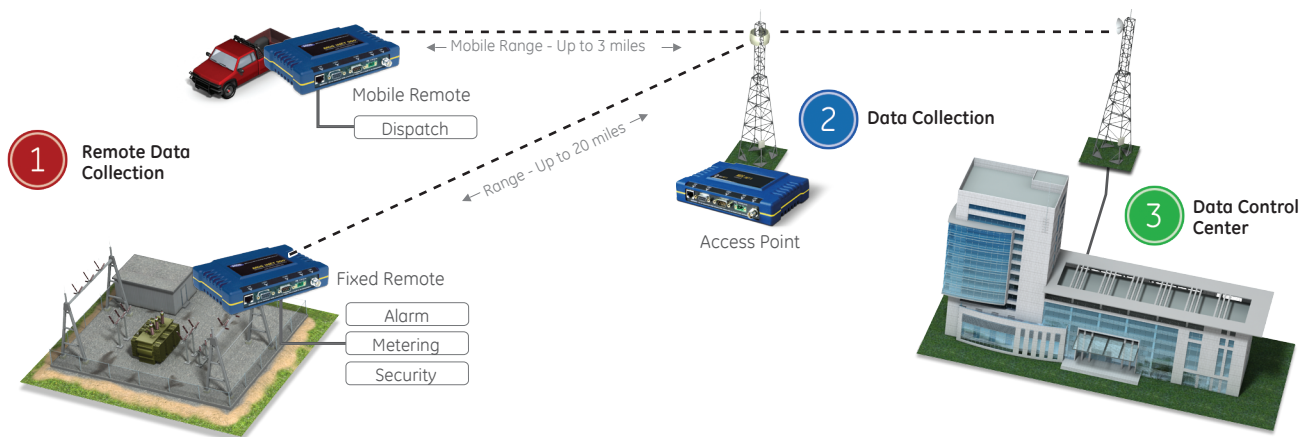 Mobile Range - Up to 3 miles
Mobile Remote
Dispatch
1
Remote Data
Collection
2
Data Collection
Range - Up to 20 miles
Access Point
3
Data Control
Center
Fixed Remote
Alarm
Metering
Security